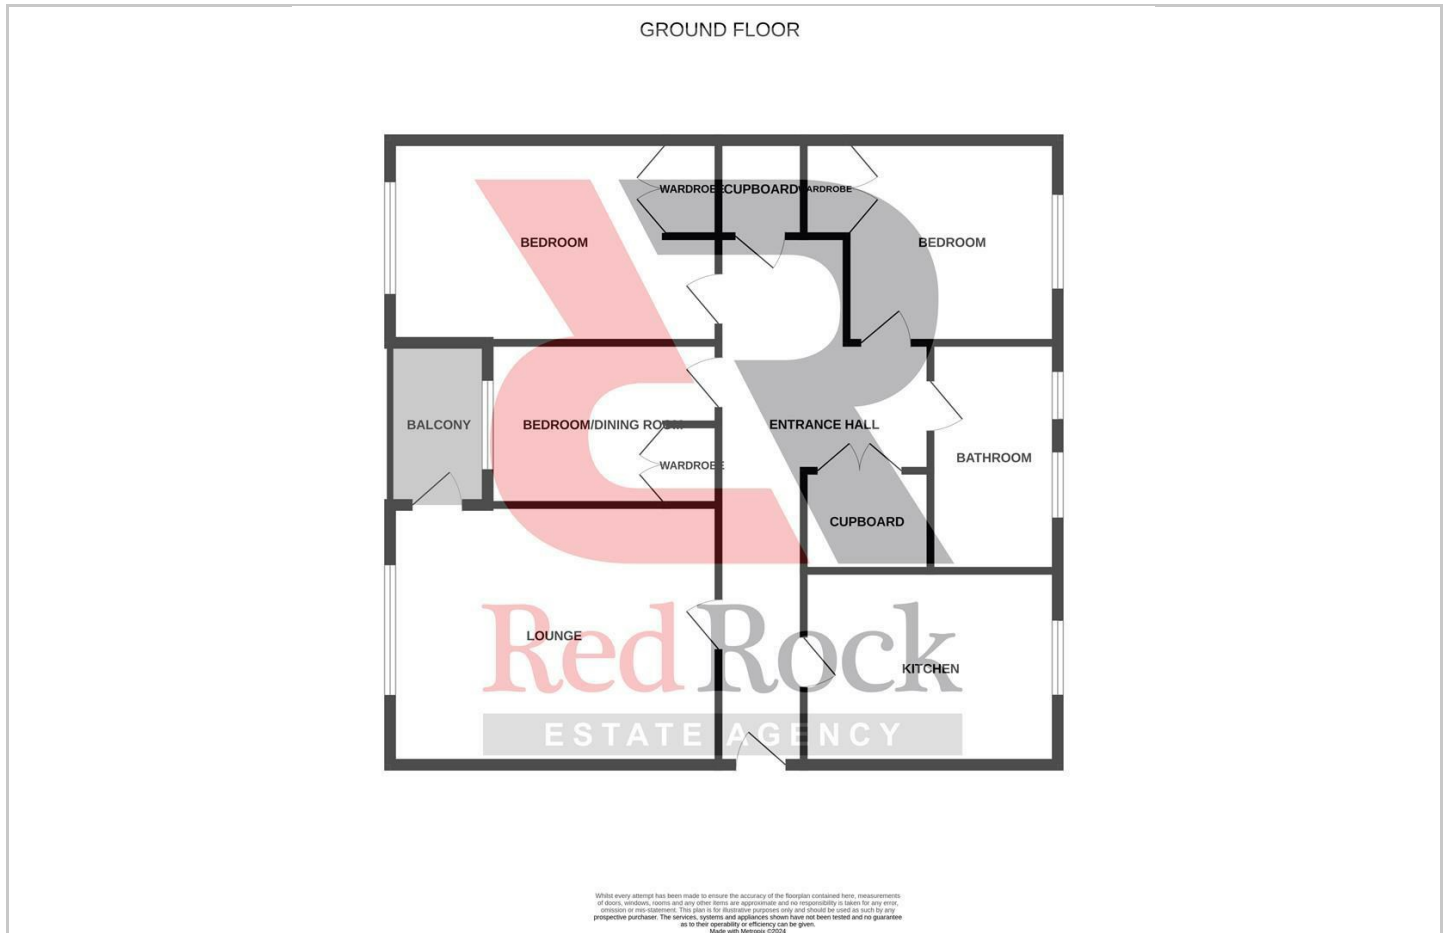 GROUND FLOOR
WARDROBE
CUPBOARD
WARDROBE
BEDROOM
BEDROOM
BALCONY
BEDROOM/DINING ROOM
ENTRANCE HALL
BATHROOM
WARDROBE
CUPBOARD
LOUNGE
KITCHEN
RedRock
ESTATE AGENCY
Whilst every attempt has been made to ensure the accuracy of the floorplan contained here, measurements
of doors, windows, rooms and any other items are approximate and no responsibility is taken for any error,
omission or mis-statement. This plan is for illustrative purposes only and should be used as such by any
prospective purchaser. The services, systems and appliances shown have not been tested and no guarantee
as to their operability or efficiency can be given.
Made with Metropix ©2024